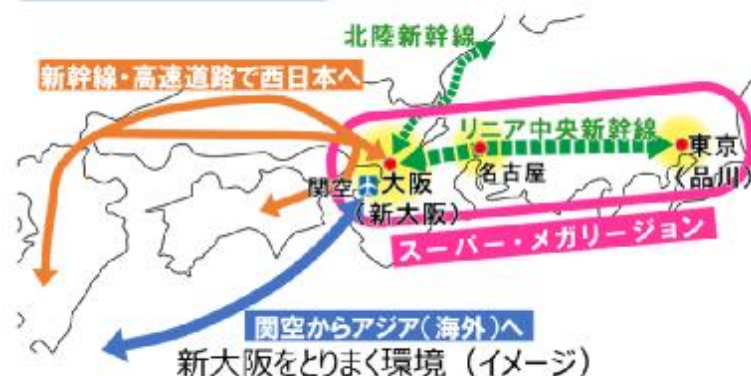 北陸新幹線
新幹線・高速道路で西日本へ
リニア中央新幹線
東京
(品川)
名古屋
関空
大阪
(新大阪)
スーパー・メガリージョン
関空からアジア(海外)へ
新大阪をとりまく環境 (イメージ)